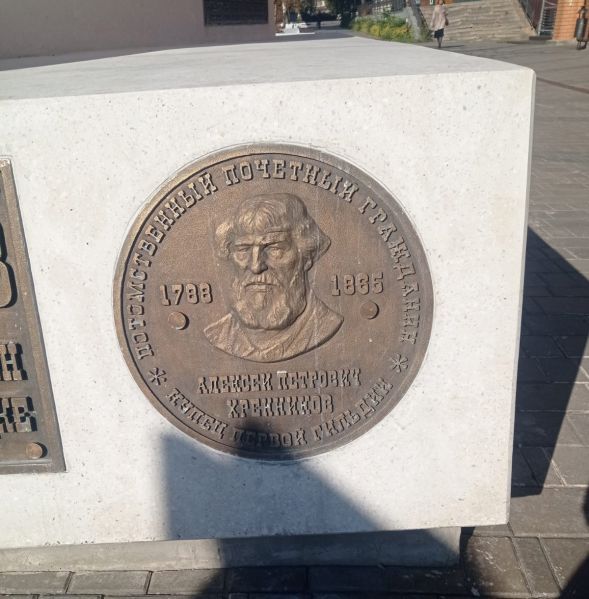 ПОТОМСТВЕННЫЙ ПОЧЕТНЫЙ ГРАЖДАНИН
1788 1865
АЛЕКСЕЙ ПЕТРОВИЧ
ХРЕННИКОВ
КУПЕЦ ПЕРВОЙ ГИЛЬДИИ